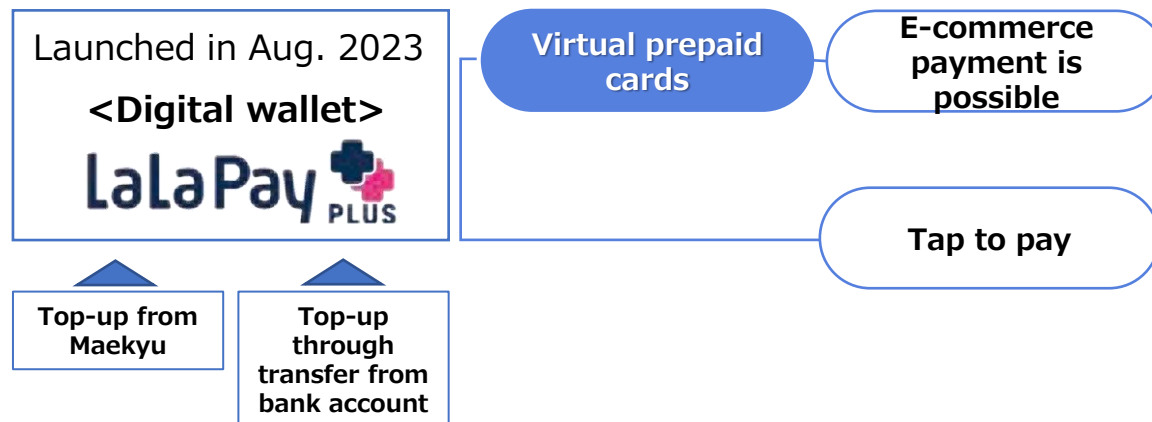 Launched in Aug. 2023
<Digital wallet>
LaLaPay
PLUS
Virtual prepaid
cards
E-commerce
payment is
possible
Tap to pay
Top-up from
Maekyu
Top-up
through
transfer from
bank account